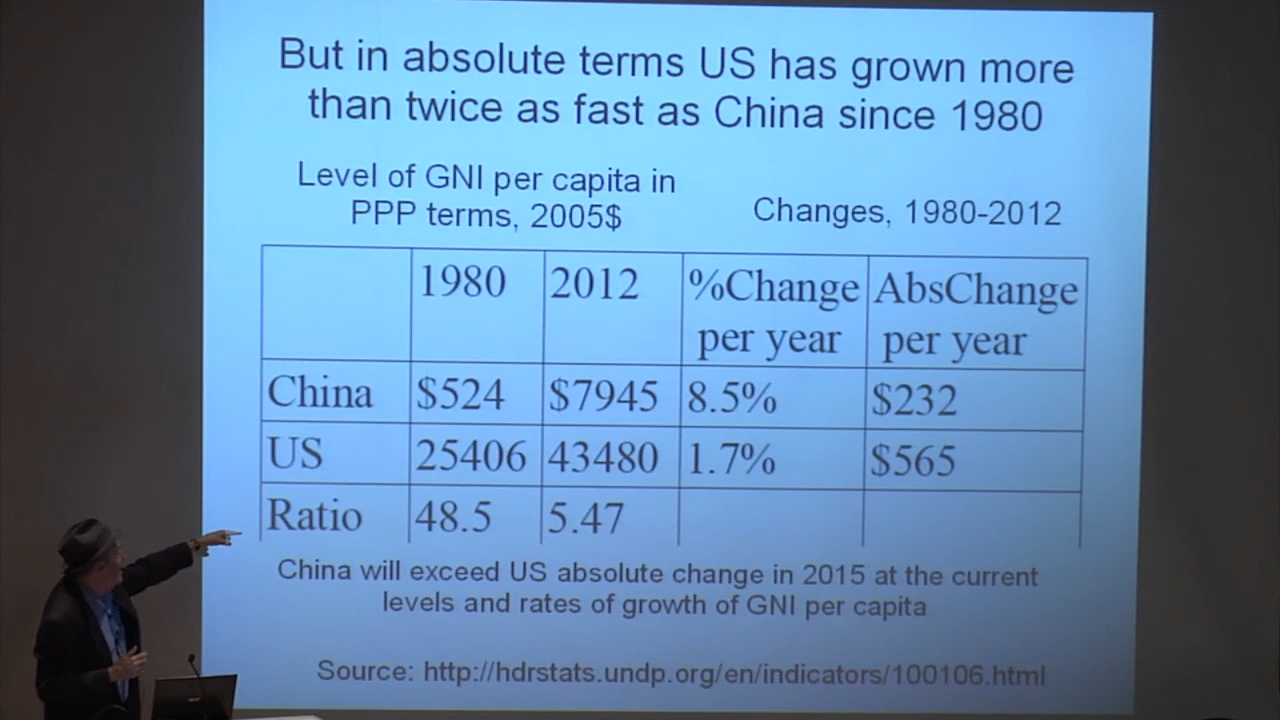 But in absolute terms US has grown more
than twice as fast as China since 1980
Level of GNI per capita in
PPP terms, 2005$
Changes, 1980-2012
1980 2012 %Change per year AbsChange per year
China $524 $7945 8.5% $232
US 25406 43480 1.7% $565
Ratio 48.5 5.47
China will exceed US absolute change in 2015 at the current
levels and rates of growth of GNI per capita
Source: http://hdrstats.undp.org/en/indicators/100106.html